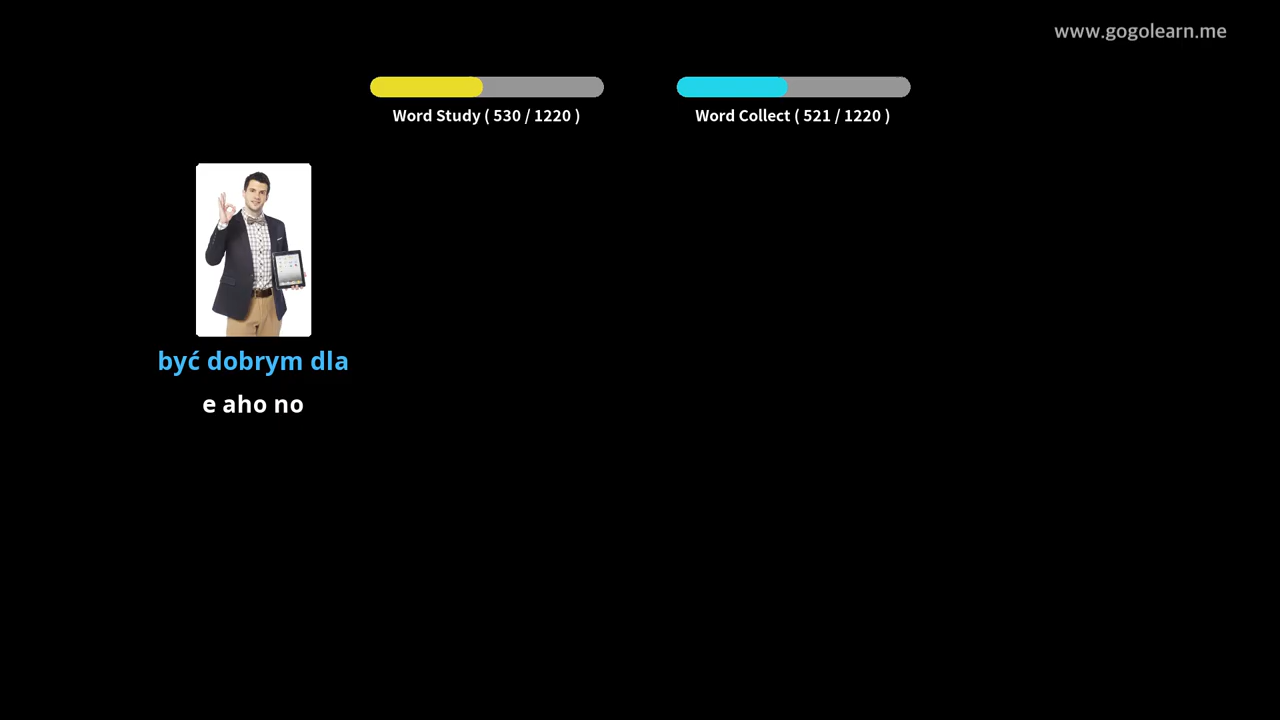 www.gogolearn.me
Word Study ( 530 / 1220 )
Word Collect ( 521 / 1220 )
być dobrym dla
e aho no